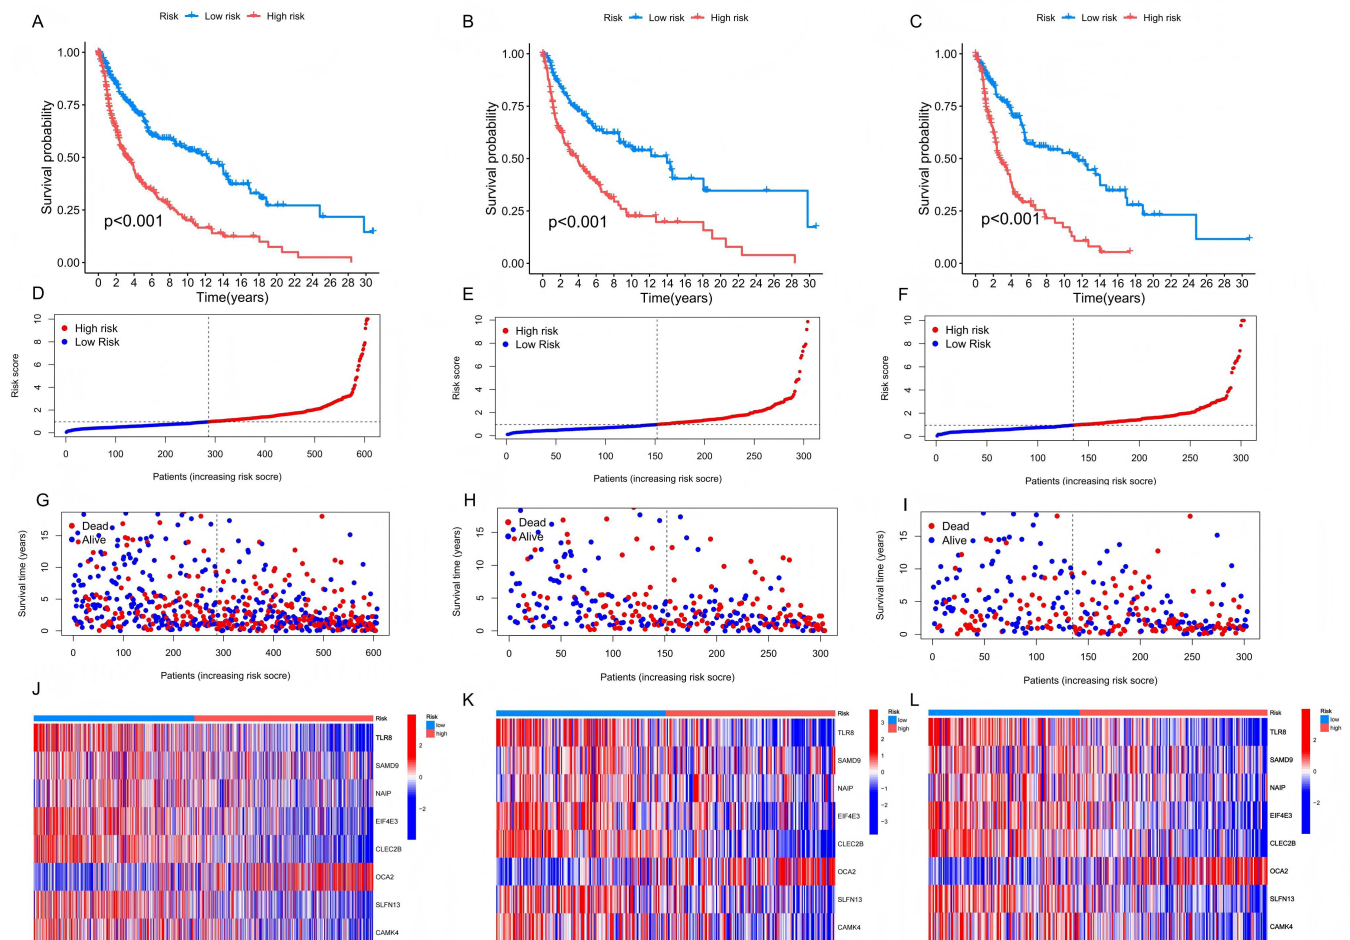 A
Risk Low risk High risk
Survival probability
1.00
0.75
0.50
0.25
0.00
p<0.001
0 2 4 6 8 10 12 14 16 18 20 22 24 26 28 30
Time(years)
B
Risk Low risk High risk
Survival probability
1.00
0.75
0.50
0.25
0.00
p<0.001
0 2 4 6 8 10 12 14 16 18 20 22 24 26 28 30
Time(years)
C
Risk Low risk High risk
Survival probability
1.00
0.75
0.50
0.25
0.00
p<0.001
0 2 4 6 8 10 12 14 16 18 20 22 24 26 28 30
Time(years)
D
Risk score
10
8
6
4
2
0
High risk
Low Risk
0 100 200 300 400 500 600
Patients (increasing risk socre)
E
Risk score
10
8
6
4
2
0
High risk
Low Risk
0 50 100 150 200 250 300
Patients (increasing risk socre)
F
Risk score
10
8
6
4
2
0
High risk
Low Risk
0 50 100 150 200 250 300
Patients (increasing risk socre)
G
Survival time (years)
15
10
5
0
Dead
Alive
0 100 200 300 400 500 600
Patients (increasing risk socre)
H
Survival time (years)
15
10
5
0
Dead
Alive
0 50 100 150 200 250 300
Patients (increasing risk socre)
I
Survival time (years)
15
10
5
0
Dead
Alive
0 50 100 150 200 250 300
Patients (increasing risk socre)
J
Risk
TLR8
SAMD9
NAIP
EIF4E3
CLEC2B
OCA2
SLFN13
CAMK4
2
0
−2
Risk
low
high
K
Risk
TLR8
SAMD9
NAIP
EIF4E3
CLEC2B
OCA2
SLFN13
CAMK4
3
2
1
0
−1
−2
−3
Risk
low
high
L
Risk
TLR8
SAMD9
NAIP
EIF4E3
CLEC2B
OCA2
SLFN13
CAMK4
2
0
−2
Risk
low
high